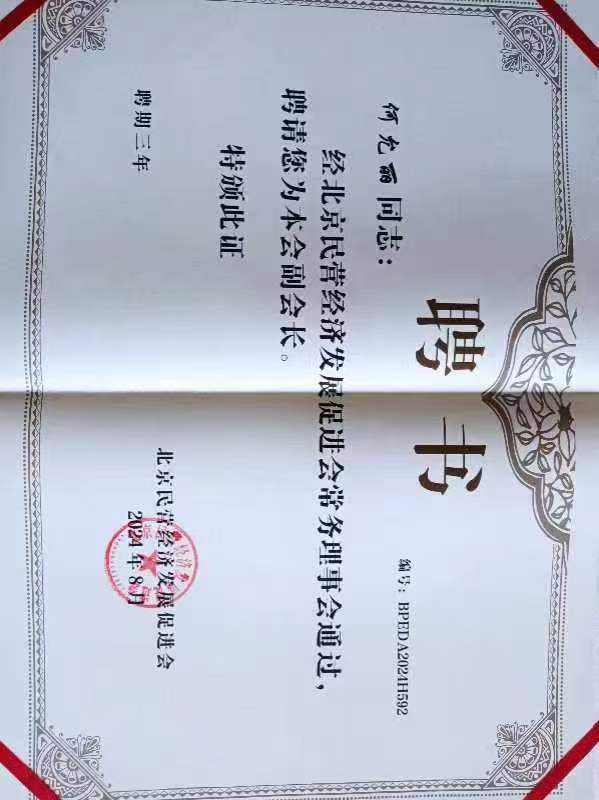 聘书
编号：BPEDA2024H592
何允丽同志：
经北京民营经济发展促进会常务理事会通过，
聘请您为本会副会长。
特颁此证
聘期三年
北京民营经济发展促进会
2024年8月